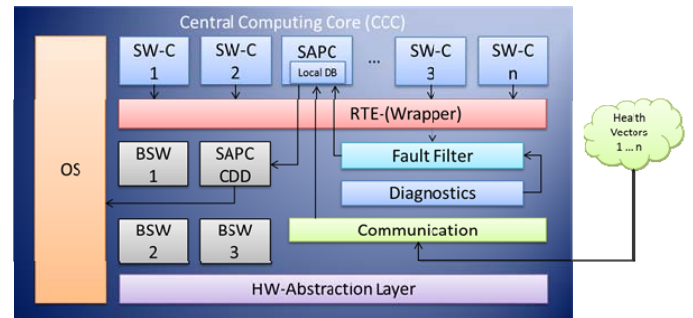 Central Computing Core (CCC)
SW-C
1
SW-C
2
SAPC
Local DB
...
SW-C
3
SW-C
n
RTE-(Wrapper)
OS
BSW
1
SAPC
CDD
Fault Filter
Diagnostics
BSW
2
BSW
3
Communication
HW-Abstraction Layer
Health
Vectors
1 ... n